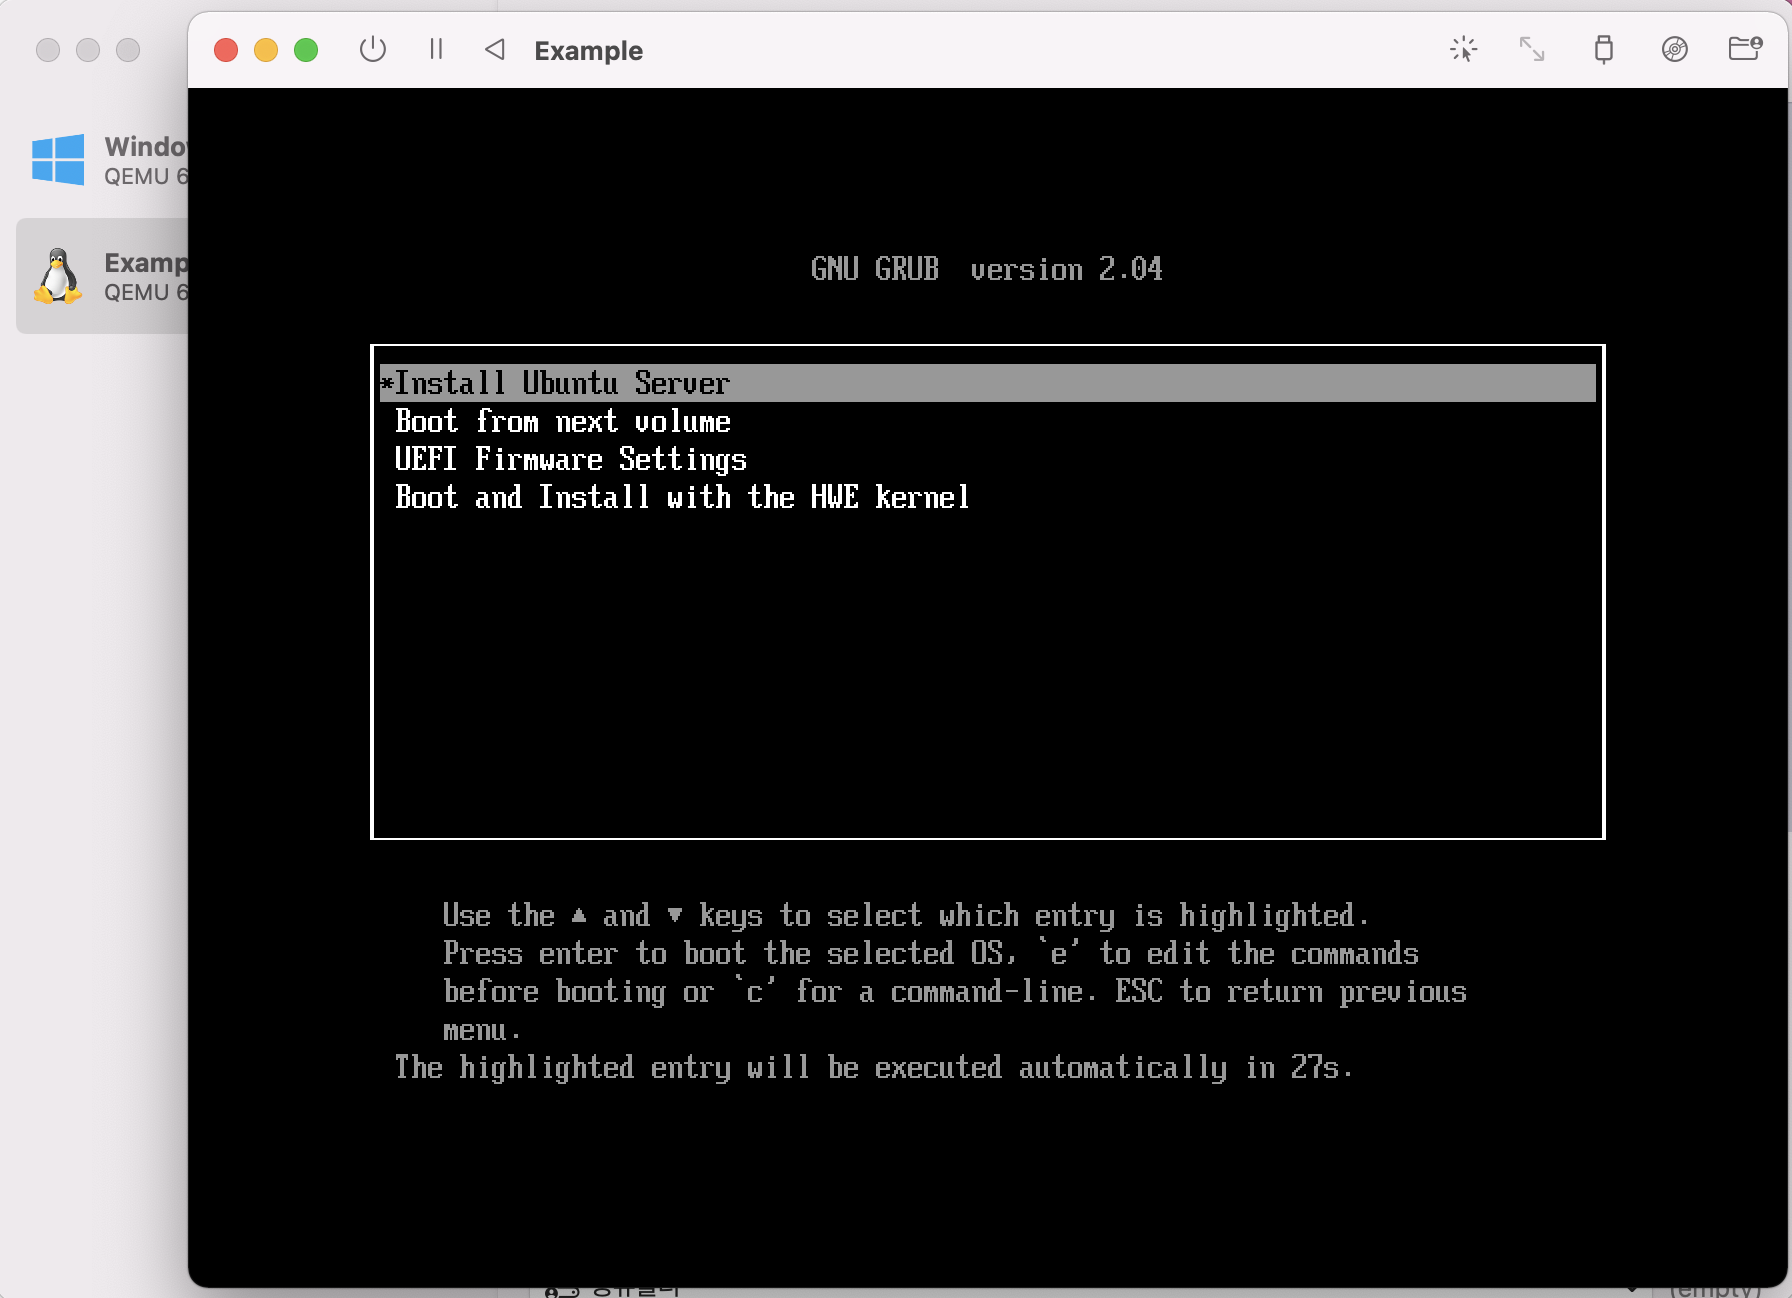 Example
Windo
QEMU 6
Examp
QEMU 6
GNU GRUB  version 2.04
*Install Ubuntu Server
Boot from next volume
UEFI Firmware Settings
Boot and Install with the HWE kernel
Use the ▲ and ▼ keys to select which entry is highlighted.
Press enter to boot the selected OS, `e' to edit the commands
before booting or `c' for a command-line. ESC to return previous
menu.
The highlighted entry will be executed automatically in 27s.
(empty)